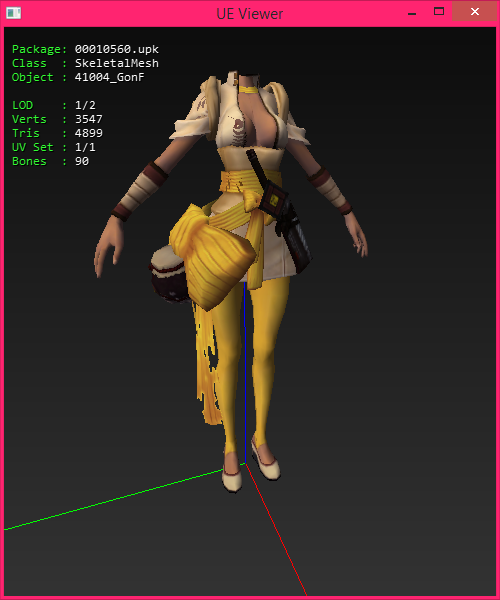 UE Viewer
Package: 00010560.upk
Class  : SkeletalMesh
Object : 41004_GonF
LOD    : 1/2
Verts  : 3547
Tris   : 4899
UV Set : 1/1
Bones  : 90